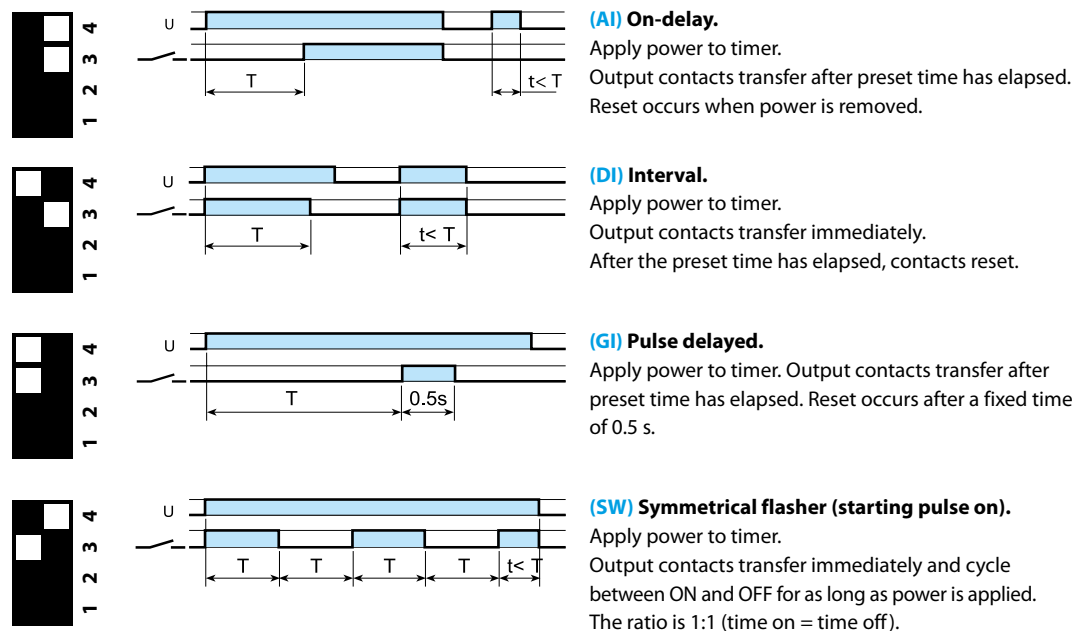 4
3
2
1
U
T
t< T
(AI) On-delay.
Apply power to timer.
Output contacts transfer after preset time has elapsed.
Reset occurs when power is removed.
4
3
2
1
U
T
t< T
(DI) Interval.
Apply power to timer.
Output contacts transfer immediately.
After the preset time has elapsed, contacts reset.
4
3
2
1
U
T
0.5s
(GI) Pulse delayed.
Apply power to timer. Output contacts transfer after
preset time has elapsed. Reset occurs after a fixed time
of 0.5 s.
4
3
2
1
U
T T T T t< T
(SW) Symmetrical flasher (starting pulse on).
Apply power to timer.
Output contacts transfer immediately and cycle
between ON and OFF for as long as power is applied.
The ratio is 1:1 (time on = time off).